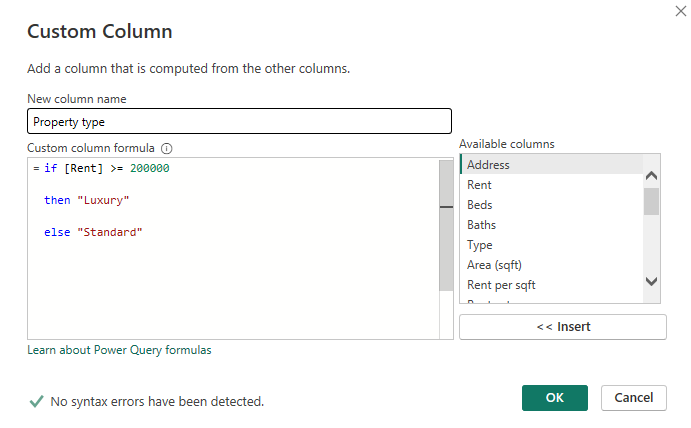 Custom Column
Add a column that is computed from the other columns.
New column name
Property type
Custom column formula
= if [Rent] >= 200000
then "Luxury"
else "Standard"
Available columns
Address
Rent
Beds
Baths
Type
Area (sqft)
Rent per sqft
<< Insert
Learn about Power Query formulas
No syntax errors have been detected.
OK
Cancel